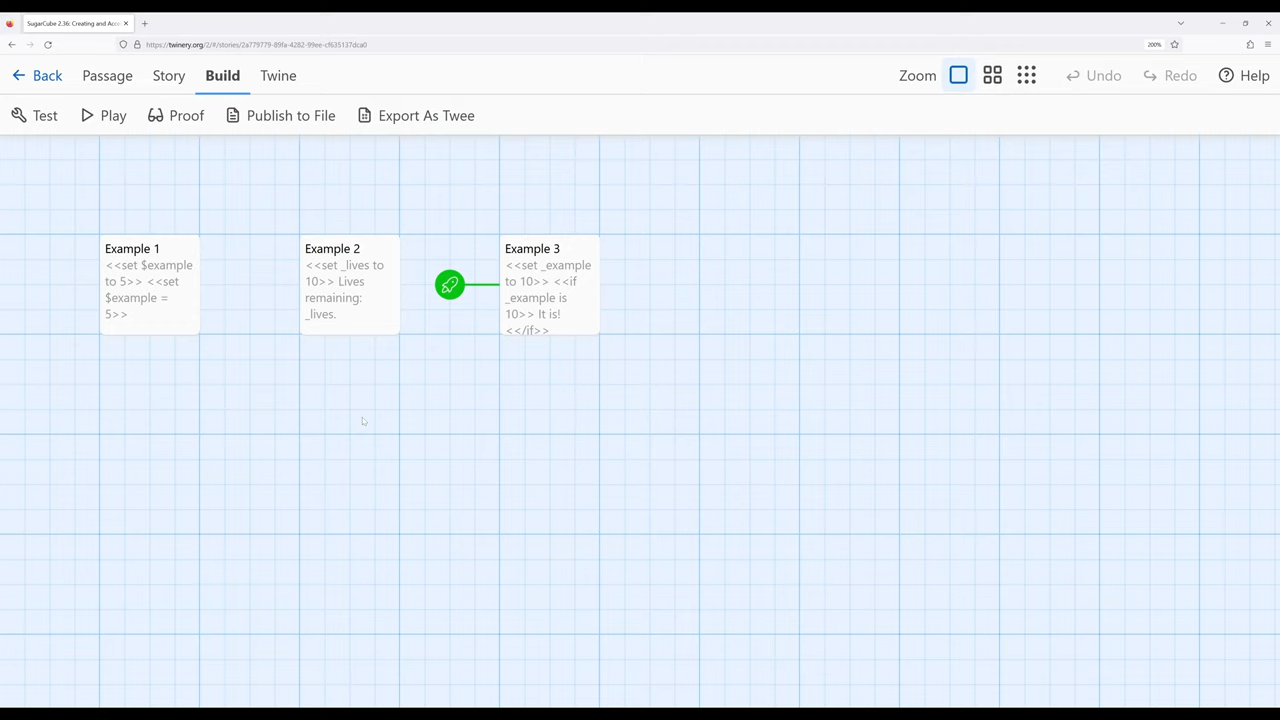 SugarCube 2.36: Creating and Acce
https://twinery.org/2/#/stories/2a779779-89fa-4282-99ee-cf635137dca0
200%
Back Passage Story Build Twine Zoom Undo Redo Help
Test Play Proof Publish to File Export As Twee
Example 1
<<set $example
to 5>> <<set
$example =
5>>
Example 2
<<set _lives to
10>> Lives
remaining:
_lives.
Example 3
<<set _example
to 10>> <<if
_example is
10>> It is!
<</if>>